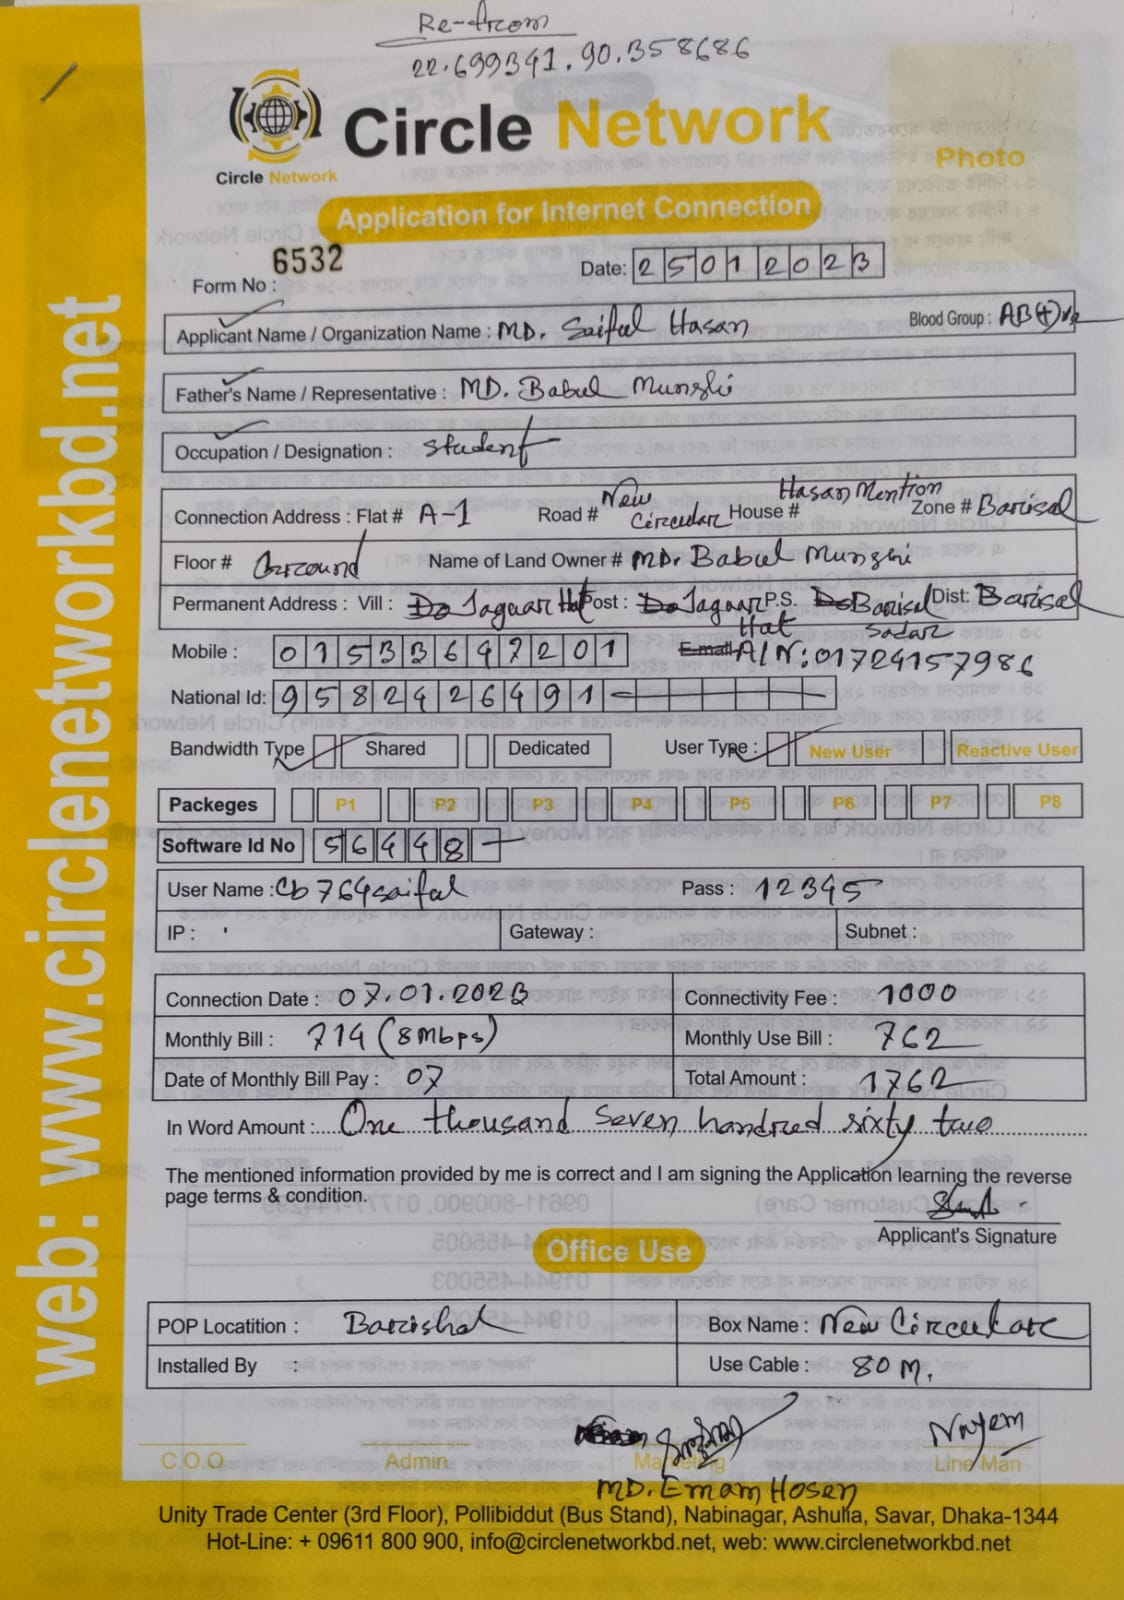 Re-from
22.699341.90.358686
Circle Network
Circle Network
Photo
Application for Internet Connection
Form No : 6532
Date: 25012023
Applicant Name / Organization Name : MD. Saiful Hasan Blood Group : AB(+)ve
Father's Name / Representative : MD. Babul Munshi
Occupation / Designation : Student
Connection Address : Flat # A-1 Road # New Circular House # Hasan Mention Zone # Barisal
Floor # Ground Name of Land Owner # MD. Babul Munshi
Permanent Address : Vill : Do Jaguar Hat Post : Do Jaguar Hat P.S. Do Barisal Sadar Dist: Barisal
Mobile : 01533647201 Email A/N: 01724157986
National Id: 9582426491
Bandwidth Type Shared Dedicated User Type : New User Reactive User
Packeges P1 P2 P3 P4 P5 P6 P7 P8
Software Id No 56448
User Name : Cb764saiful Pass : 12345
IP : Gateway : Subnet :
Connection Date : 07.01.2023 Connectivity Fee : 1000
Monthly Bill : 714 (8Mbps) Monthly Use Bill : 762
Date of Monthly Bill Pay : 07 Total Amount : 1762
In Word Amount : One thousand seven handred sixty two
The mentioned information provided by me is correct and I am signing the Application learning the reverse
page terms & condition.
Applicant's Signature
Office Use
POP Locatition : Barishal Box Name : New Circular
Installed By : Use Cable : 80 M.
Nayem
C.O.O Admin Marketing Line Man
MD. Emam Hosen
Unity Trade Center (3rd Floor), Pollibiddut (Bus Stand), Nabinagar, Ashulia, Savar, Dhaka-1344
Hot-Line: + 09611 800 900, info@circlenetworkbd.net, web: www.circlenetworkbd.net
web: www.circlenetworkbd.net